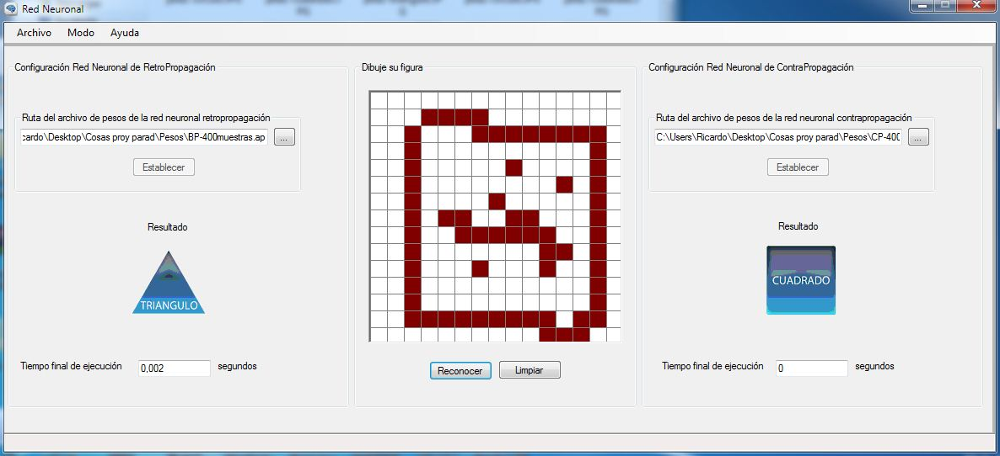 Red Neuronal
Archivo Modo Ayuda
Configuración Red Neuronal de RetroPropagación
Ruta del archivo de pesos de la red neuronal retropropagación
cardo\Desktop\Cosas proy parad\Pesos\BP-400muestras.ap
...
Establecer
Resultado
TRIANGULO
Tiempo final de ejecución 0,002 segundos
Dibuje su figura
Reconocer Limpiar
Configuración Red Neuronal de ContraPropagación
Ruta del archivo de pesos de la red neuronal contrapropagación
C:\Users\Ricardo\Desktop\Cosas proy parad\Pesos\CP-400
...
Establecer
Resultado
CUADRADO
Tiempo final de ejecución 0 segundos